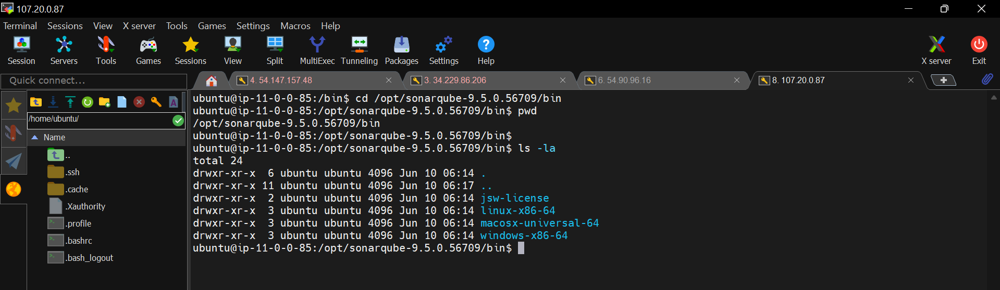 107.20.0.87
Terminal Sessions View X server Tools Games Settings Macros Help
Session Servers Tools Games Sessions View Split MultiExec Tunneling Packages Settings Help X server Exit
Quick connect...
4. 54.147.157.48
3. 34.229.86.206
6. 54.90.96.16
8. 107.20.0.87
/home/ubuntu/
Name
..
.ssh
.cache
.Xauthority
.profile
.bashrc
.bash_logout
ubuntu@ip-11-0-0-85:/bin$ cd /opt/sonarqube-9.5.0.56709/bin
ubuntu@ip-11-0-0-85:/opt/sonarqube-9.5.0.56709/bin$ pwd
/opt/sonarqube-9.5.0.56709/bin
ubuntu@ip-11-0-0-85:/opt/sonarqube-9.5.0.56709/bin$
ubuntu@ip-11-0-0-85:/opt/sonarqube-9.5.0.56709/bin$ ls -la
total 24
drwxr-xr-x  6 ubuntu ubuntu 4096 Jun 10 06:14 .
drwxr-xr-x 11 ubuntu ubuntu 4096 Jun 10 06:17 ..
drwxr-xr-x  2 ubuntu ubuntu 4096 Jun 10 06:14 jsw-license
drwxr-xr-x  3 ubuntu ubuntu 4096 Jun 10 06:14 linux-x86-64
drwxr-xr-x  3 ubuntu ubuntu 4096 Jun 10 06:14 macosx-universal-64
drwxr-xr-x  3 ubuntu ubuntu 4096 Jun 10 06:14 windows-x86-64
ubuntu@ip-11-0-0-85:/opt/sonarqube-9.5.0.56709/bin$